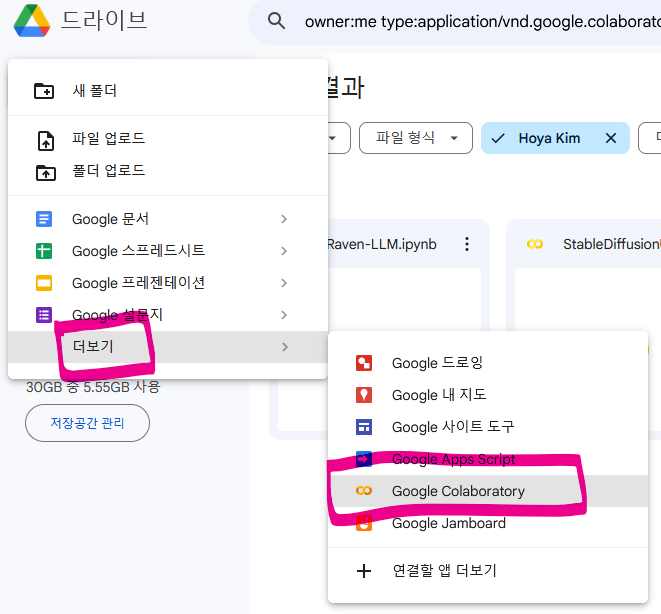 드라이브
owner:me type:application/vnd.google.colaborato
결과
파일 형식
Hoya Kim
새 폴더
파일 업로드
폴더 업로드
Google 문서
Google 스프레드시트
Google 프레젠테이션
Google 설문지
더보기
Raven-LLM.ipynb
StableDiffusion
30GB 중 5.55GB 사용
저장공간 관리
Google 드로잉
Google 내 지도
Google 사이트 도구
Google Apps Script
Google Colaboratory
Google Jamboard
연결할 앱 더보기